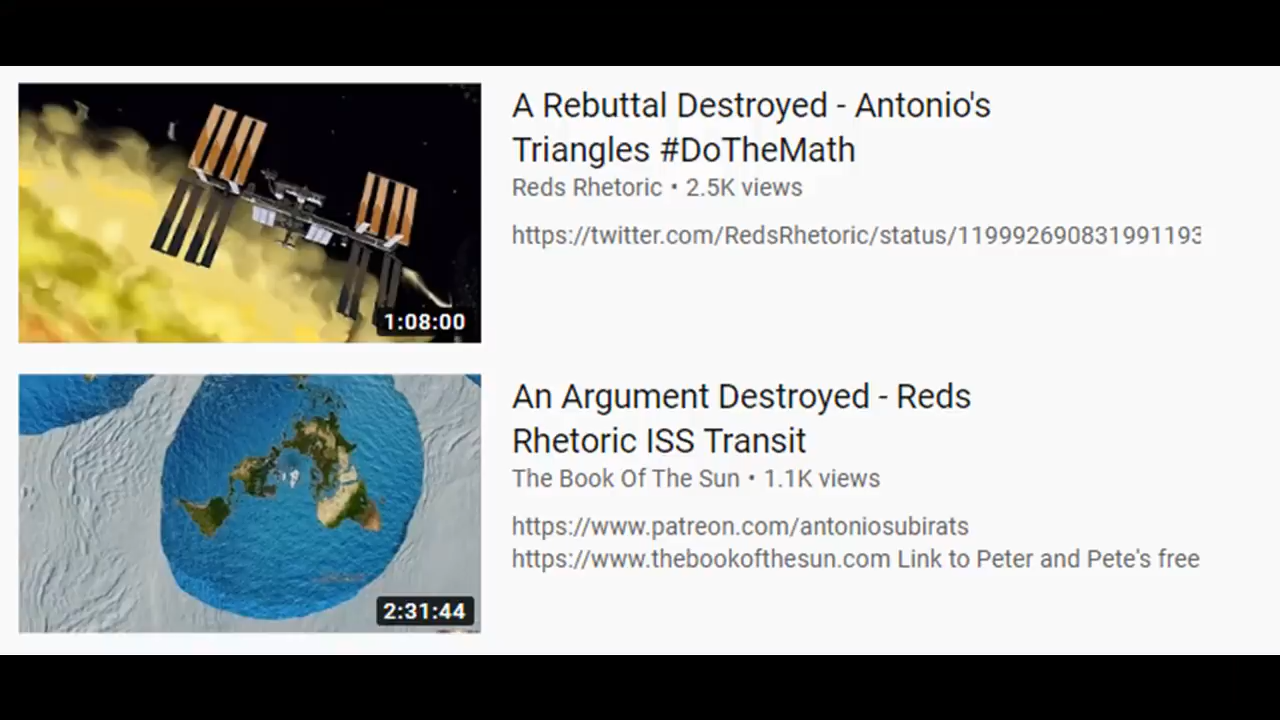 A Rebuttal Destroyed - Antonio's
Triangles #DoTheMath
Reds Rhetoric • 2.5K views
https://twitter.com/RedsRhetoric/status/119992690831991193
1:08:00
An Argument Destroyed - Reds
Rhetoric ISS Transit
The Book Of The Sun • 1.1K views
https://www.patreon.com/antoniosubirats
https://www.thebookofthesun.com Link to Peter and Pete's free
2:31:44